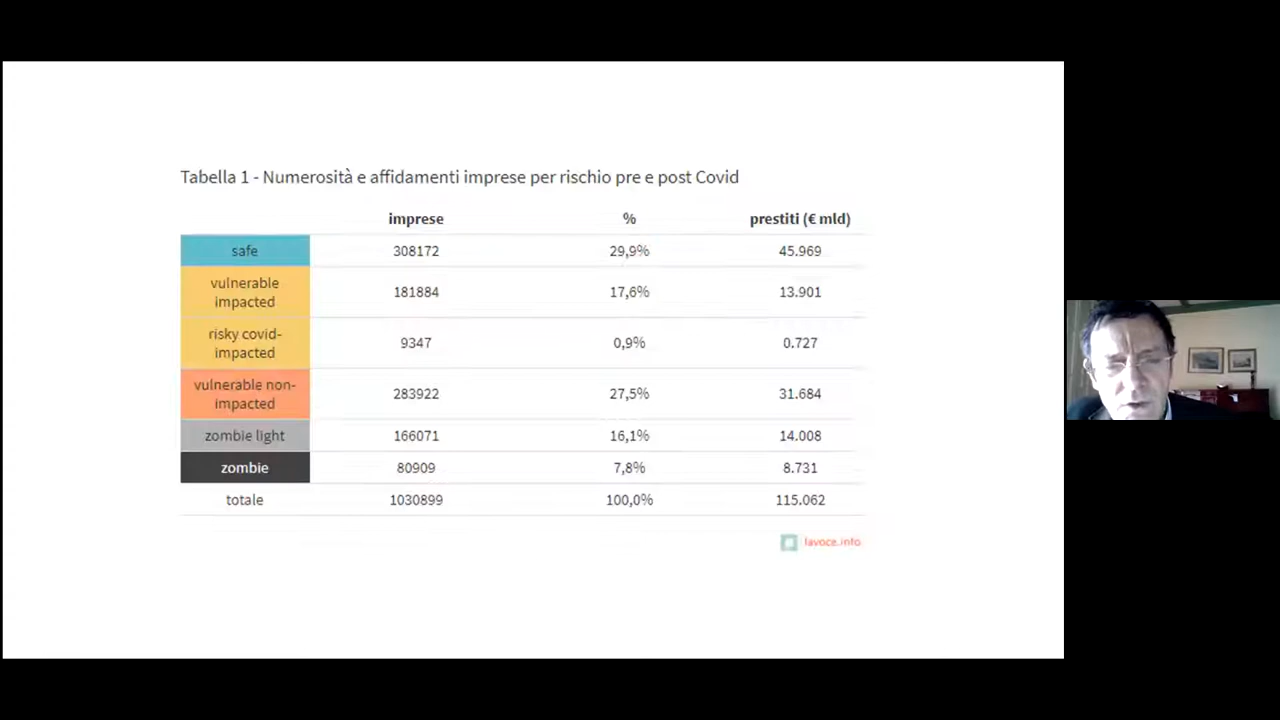 Tabella 1 - Numerosità e affidamenti imprese per rischio pre e post Covid
imprese % prestiti (€ mld)
safe 308172 29,9% 45.969
vulnerable
impacted 181884 17,6% 13.901
risky covid-
impacted 9347 0,9% 0.727
vulnerable non-
impacted 283922 27,5% 31.684
zombie light 166071 16,1% 14.008
zombie 80909 7,8% 8.731
totale 1030899 100,0% 115.062
lavoce.info